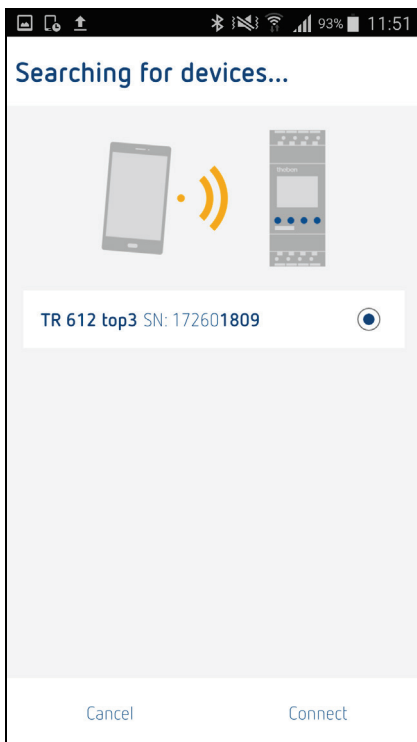 93% 11:51
Searching for devices...
theben
TR 612 top3 SN: 172601809
Cancel Connect